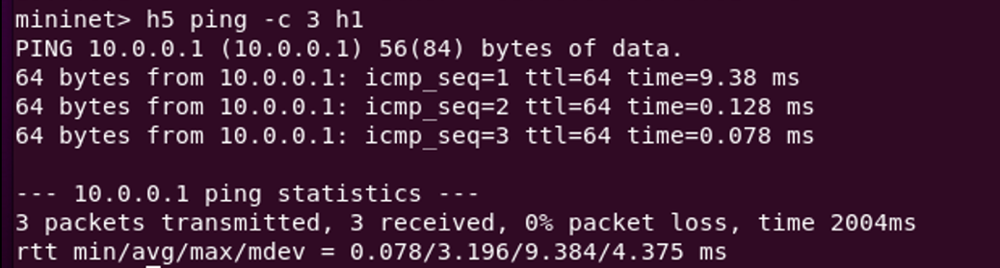 mininet> h5 ping -c 3 h1
PING 10.0.0.1 (10.0.0.1) 56(84) bytes of data.
64 bytes from 10.0.0.1: icmp_seq=1 ttl=64 time=9.38 ms
64 bytes from 10.0.0.1: icmp_seq=2 ttl=64 time=0.128 ms
64 bytes from 10.0.0.1: icmp_seq=3 ttl=64 time=0.078 ms
--- 10.0.0.1 ping statistics ---
3 packets transmitted, 3 received, 0% packet loss, time 2004ms
rtt min/avg/max/mdev = 0.078/3.196/9.384/4.375 ms